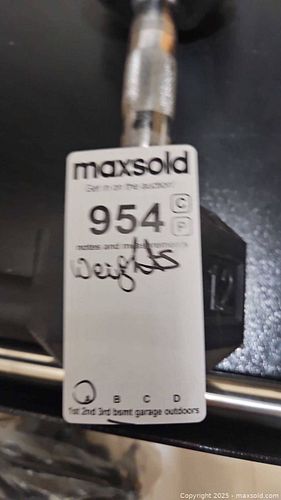 maxsold
Get in on the auction!
954
C
P
notes and measurements
Weights
12
A B C D
1st 2nd 3rd bsmt garage outdoors
Copyright © 2025 - maxsold.com